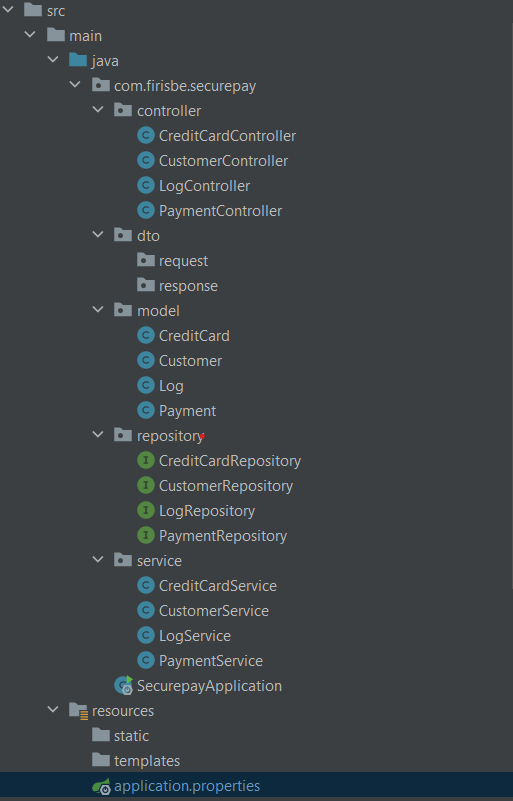 src
main
java
com.firisbe.securepay
controller
C CreditCardController
C CustomerController
C LogController
C PaymentController
dto
request
response
model
C CreditCard
C Customer
C Log
C Payment
repository
I CreditCardRepository
I CustomerRepository
I LogRepository
I PaymentRepository
service
C CreditCardService
C CustomerService
C LogService
C PaymentService
SecurepayApplication
resources
static
templates
application.properties